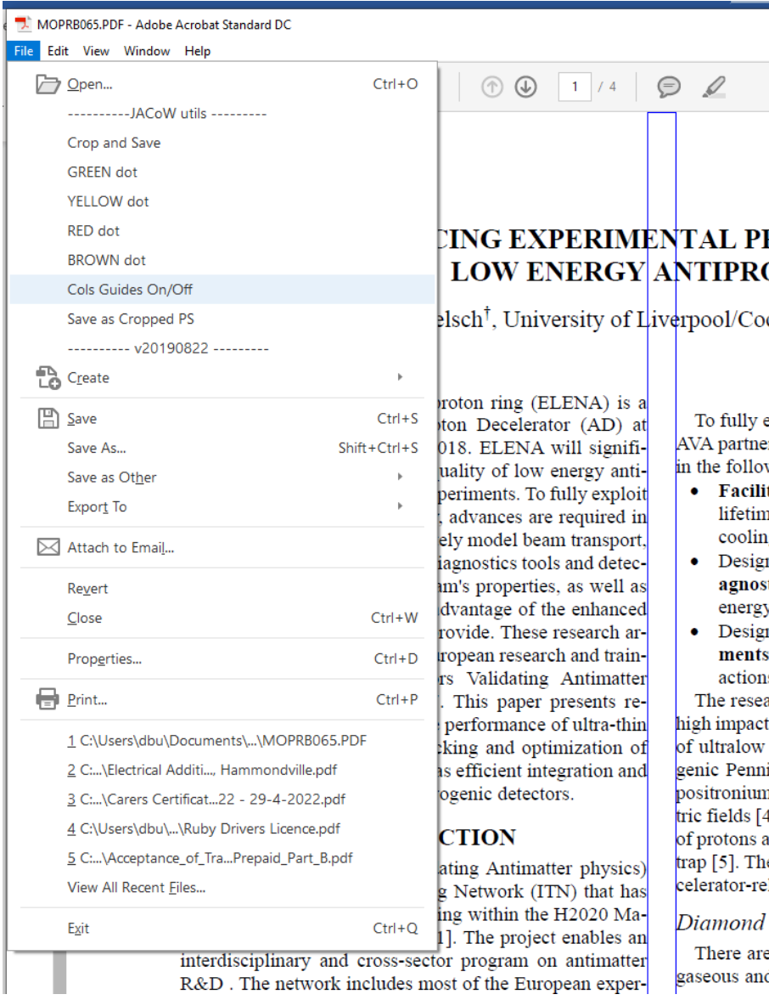 MOPRB065.PDF - Adobe Acrobat Standard DC
File Edit View Window Help
Open... Ctrl+O
----------JACoW utils ---------
Crop and Save
GREEN dot
YELLOW dot
RED dot
BROWN dot
Cols Guides On/Off
Save as Cropped PS
---------- v20190822 ---------
Create
Save Ctrl+S
Save As... Shift+Ctrl+S
Save as Other
Export To
Attach to Email...
Revert
Close Ctrl+W
Properties... Ctrl+D
Print... Ctrl+P
1 C:\Users\dbu\Documents\...\MOPRB065.PDF
2 C:...\Electrical Additi..., Hammondville.pdf
3 C:...\Carers Certificat...22 - 29-4-2022.pdf
4 C:\Users\dbu\...\Ruby Drivers Licence.pdf
5 C:...\Acceptance_of_Tra...Prepaid_Part_B.pdf
View All Recent Files...
Exit Ctrl+Q
1 / 4
CING EXPERIMENTAL PE
LOW ENERGY ANTIPRO
elsch†, University of Liverpool/Coc
proton ring (ELENA) is a
ton Decelerator (AD) at
018. ELENA will signifi-
uality of low energy anti-
periments. To fully exploit
, advances are required in
ely model beam transport,
iagnostics tools and detec-
am's properties, as well as
dvantage of the enhanced
rovide. These research ar-
uropean research and train-
rs Validating Antimatter
. This paper presents re-
performance of ultra-thin
cking and optimization of
as efficient integration and
ogenic detectors.
CTION
ating Antimatter physics)
g Network (ITN) that has
ing within the H2020 Ma-
1]. The project enables an
interdisciplinary and cross-sector program on antimatter
R&D . The network includes most of the European exper-
To fully e
AVA partner
in the follow
• Facilit
lifetim
cooling
• Design
agnost
energy
• Design
ments
actions
The resea
high impact
of ultralow
genic Penni
positronium
tric fields [4
of protons a
trap [5]. The
celerator-rel
Diamond
There are
gaseous and